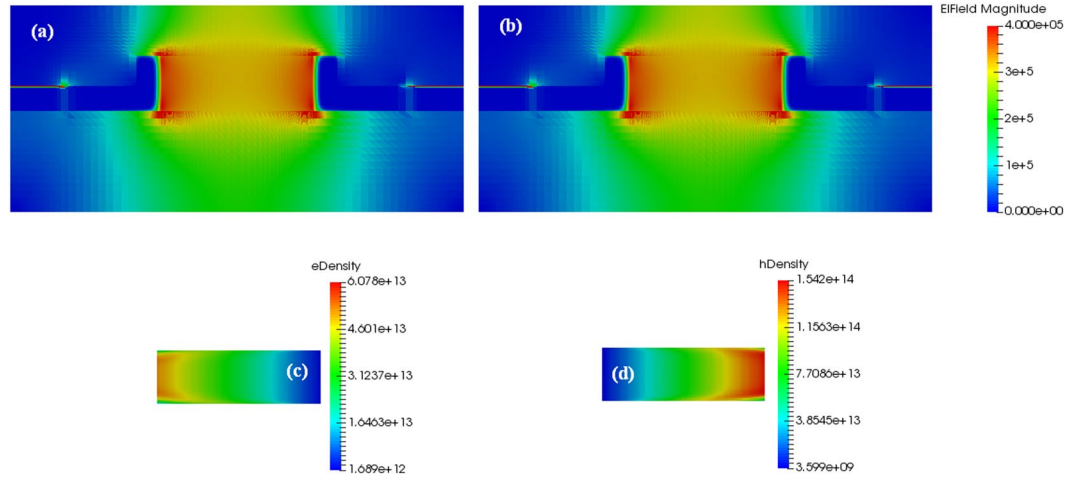 (a)
(b)
ElField Magnitude
4.000e+05
3e+5
2e+5
1e+5
0.000e+00
eDensity
6.078e+13
4.601e+13
3.1237e+13
1.6463e+13
1.689e+12
(c)
hDensity
1.542e+14
1.1563e+14
7.7086e+13
3.8545e+13
3.599e+09
(d)